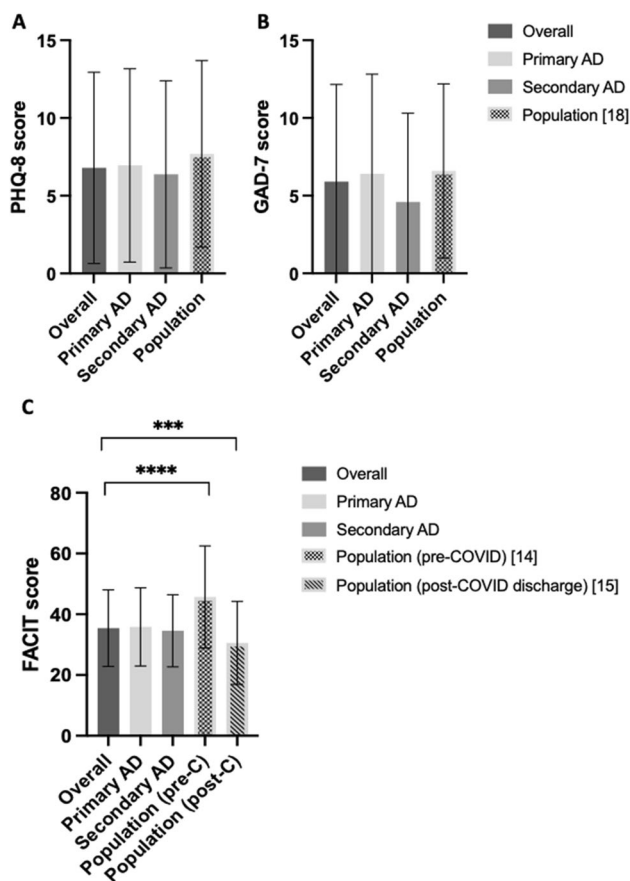 A
15
10
5
0
PHQ-8 score
Overall
Primary AD
Secondary AD
Population
B
15
10
5
0
GAD-7 score
Overall
Primary AD
Secondary AD
Population
Overall
Primary AD
Secondary AD
Population [18]
C
***
****
80
60
40
20
0
FACIT score
Overall
Primary AD
Secondary AD
Population (pre-C)
Population (post-C)
Overall
Primary AD
Secondary AD
Population (pre-COVID) [14]
Population (post-COVID discharge) [15]